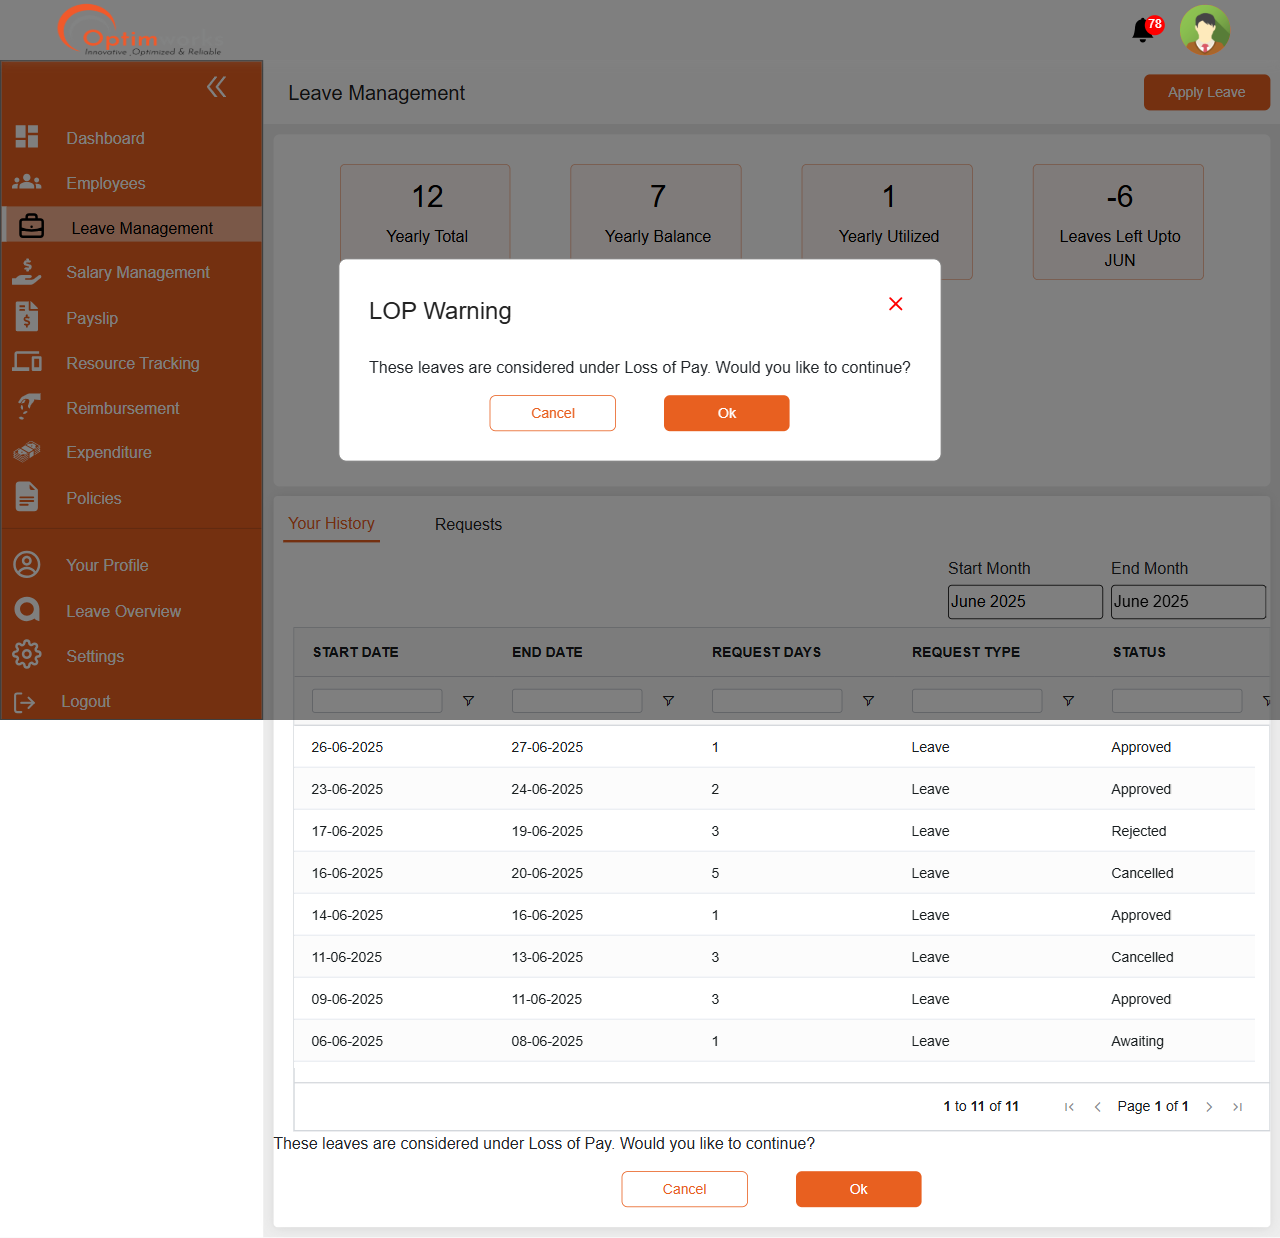 Optimworks
Innovative ,Optimized & Reliable
78
Leave Management
Apply Leave
Dashboard
Employees
Leave Management
Salary Management
Payslip
Resource Tracking
Reimbursement
Expenditure
Policies
Your Profile
Leave Overview
Settings
Logout
12
Yearly Total
7
Yearly Balance
1
Yearly Utilized
-6
Leaves Left Upto
JUN
LOP Warning
These leaves are considered under Loss of Pay. Would you like to continue?
Cancel Ok
Your History Requests
Start Month End Month
June 2025 June 2025
START DATE END DATE REQUEST DAYS REQUEST TYPE STATUS
26-06-2025 27-06-2025 1 Leave Approved
23-06-2025 24-06-2025 2 Leave Approved
17-06-2025 19-06-2025 3 Leave Rejected
16-06-2025 20-06-2025 5 Leave Cancelled
14-06-2025 16-06-2025 1 Leave Approved
11-06-2025 13-06-2025 3 Leave Cancelled
09-06-2025 11-06-2025 3 Leave Approved
06-06-2025 08-06-2025 1 Leave Awaiting
1 to 11 of 11 Page 1 of 1
These leaves are considered under Loss of Pay. Would you like to continue?
Cancel Ok